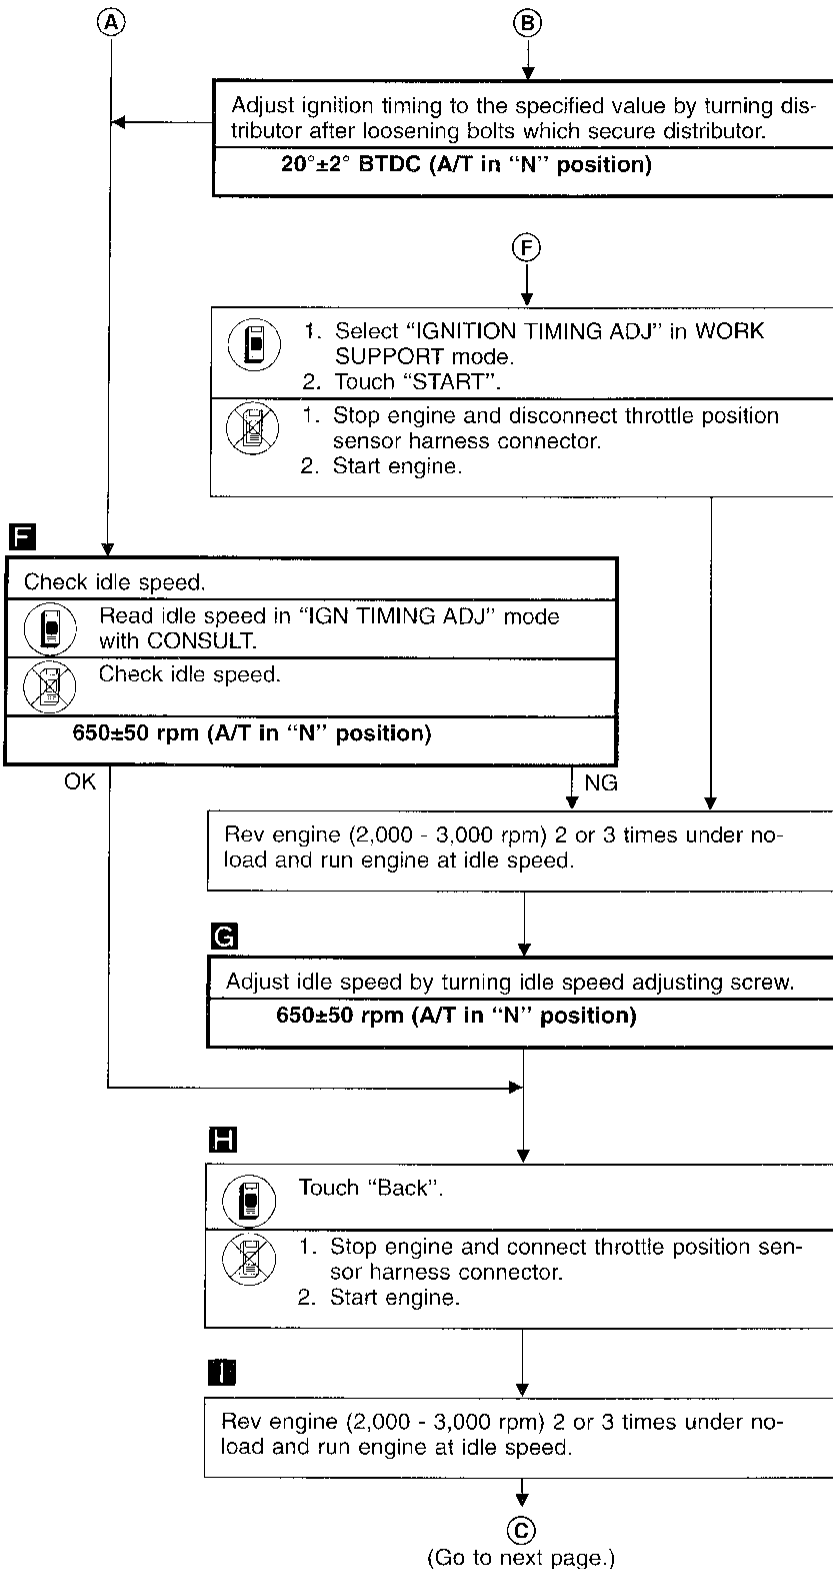 A
B
Adjust ignition timing to the specified value by turning dis-
tributor after loosening bolts which secure distributor.
20°±2° BTDC (A/T in “N” position)
F
1. Select “IGNITION TIMING ADJ” in WORK
SUPPORT mode.
2. Touch “START”.
1. Stop engine and disconnect throttle position
sensor harness connector.
2. Start engine.
F
Check idle speed.
Read idle speed in “IGN TIMING ADJ” mode
with CONSULT.
Check idle speed.
650±50 rpm (A/T in “N” position)
OK
NG
Rev engine (2,000 - 3,000 rpm) 2 or 3 times under no-
load and run engine at idle speed.
G
Adjust idle speed by turning idle speed adjusting screw.
650±50 rpm (A/T in “N” position)
H
Touch “Back”.
1. Stop engine and connect throttle position sen-
sor harness connector.
2. Start engine.
I
Rev engine (2,000 - 3,000 rpm) 2 or 3 times under no-
load and run engine at idle speed.
C
(Go to next page.)